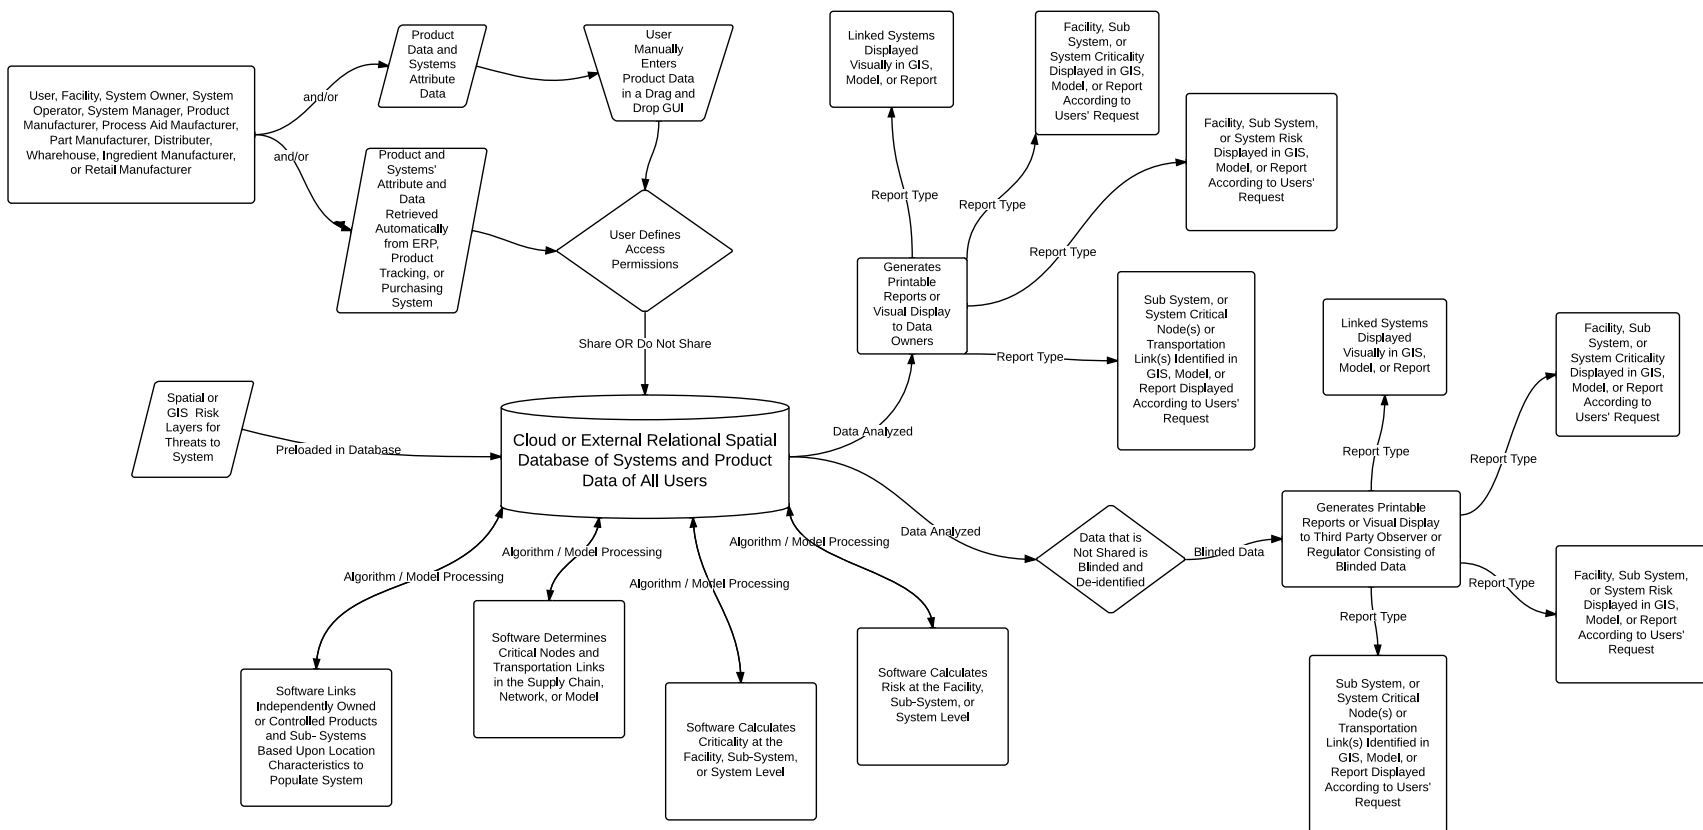 User, Facility, System Owner, System
Operator, System Manager, Product
Manufacturer, Process Aid Maufacturer,
Part Manufacturer, Distributer,
Wharehouse, Ingredient Manufacturer,
or Retail Manufacturer
and/or
and/or
Product
Data and
Systems
Attribute
Data
User
Manually
Enters
Product Data
in a Drag and
Drop GUI
Product and
Systems'
Attribute and
Data
Retrieved
Automatically
from ERP,
Product
Tracking, or
Purchasing
System
User Defines
Access
Permissions
Share OR Do Not Share
Spatial or
GIS Risk
Layers for
Threats to
System
Preloaded in Database
Cloud or External Relational Spatial
Database of Systems and Product
Data of All Users
Algorithm / Model Processing
Algorithm / Model Processing
Algorithm / Model Processing
Algorithm / Model Processing
Software Links
Independently Owned
or Controlled Products
and Sub- Systems
Based Upon Location
Characteristics to
Populate System
Software Determines
Critical Nodes and
Transportation Links
in the Supply Chain,
Network, or Model
Software Calculates
Criticality at the
Facility, Sub-System,
or System Level
Software Calculates
Risk at the Facility,
Sub-System, or
System Level
Data Analyzed
Generates
Printable
Reports or
Visual Display
to Data
Owners
Report Type
Linked Systems
Displayed
Visually in GIS,
Model, or Report
Report Type
Facility, Sub
System, or
System Criticality
Displayed in GIS,
Model, or Report
According to
Users' Request
Report Type
Facility, Sub System,
or System Risk
Displayed in GIS,
Model, or Report
According to Users'
Request
Report Type
Sub System, or
System Critical
Node(s) or
Transportation
Link(s) Identified in
GIS, Model, or
Report Displayed
According to Users'
Request
Data Analyzed
Data that is
Not Shared is
Blinded and
De-identified
Blinded Data
Generates Printable
Reports or Visual Display
to Third Party Observer or
Regulator Consisting of
Blinded Data
Report Type
Linked Systems
Displayed
Visually in GIS,
Model, or Report
Report Type
Facility, Sub
System, or
System Criticality
Displayed in GIS,
Model, or Report
According to
Users' Request
Report Type
Facility, Sub System,
or System Risk
Displayed in GIS,
Model, or Report
According to Users'
Request
Report Type
Sub System, or
System Critical
Node(s) or
Transportation
Link(s) Identified in
GIS, Model, or
Report Displayed
According to Users'
Request